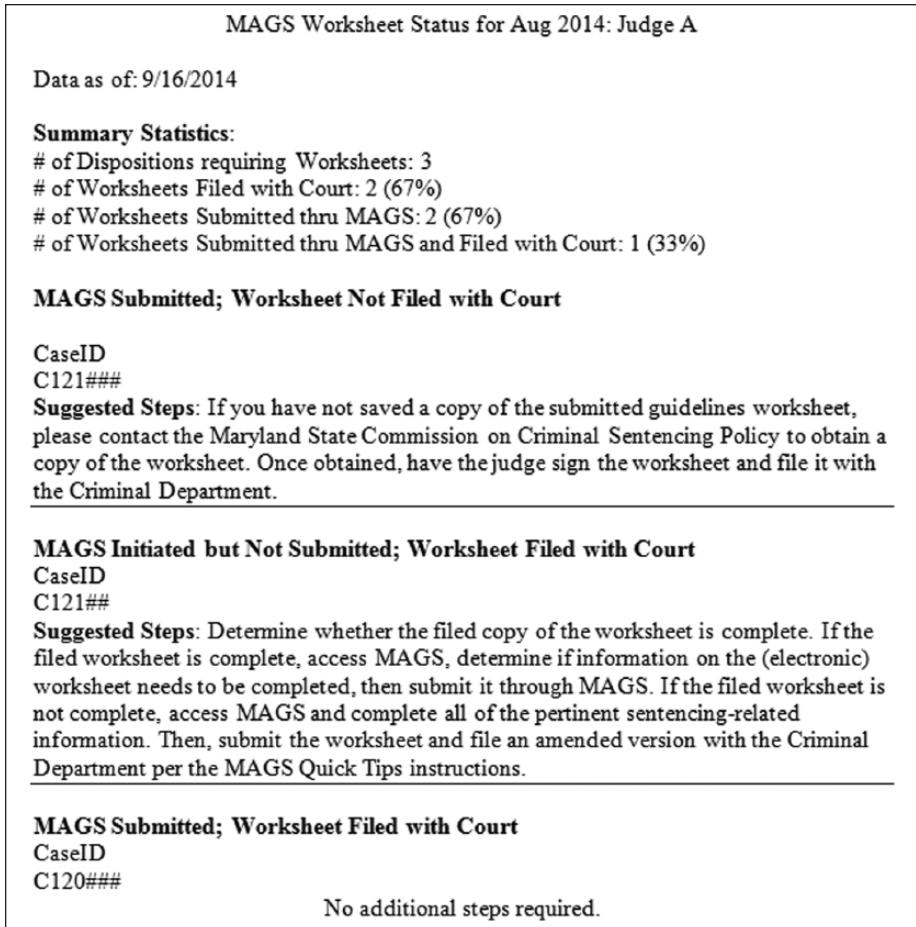 MAGS Worksheet Status for Aug 2014: Judge A
Data as of: 9/16/2014
Summary Statistics:
# of Dispositions requiring Worksheets: 3
# of Worksheets Filed with Court: 2 (67%)
# of Worksheets Submitted thru MAGS: 2 (67%)
# of Worksheets Submitted thru MAGS and Filed with Court: 1 (33%)
MAGS Submitted; Worksheet Not Filed with Court
CaseID
C121###
Suggested Steps: If you have not saved a copy of the submitted guidelines worksheet,
please contact the Maryland State Commission on Criminal Sentencing Policy to obtain a
copy of the worksheet. Once obtained, have the judge sign the worksheet and file it with
the Criminal Department.
MAGS Initiated but Not Submitted; Worksheet Filed with Court
CaseID
C121##
Suggested Steps: Determine whether the filed copy of the worksheet is complete. If the
filed worksheet is complete, access MAGS, determine if information on the (electronic)
worksheet needs to be completed, then submit it through MAGS. If the filed worksheet is
not complete, access MAGS and complete all of the pertinent sentencing-related
information. Then, submit the worksheet and file an amended version with the Criminal
Department per the MAGS Quick Tips instructions.
MAGS Submitted; Worksheet Filed with Court
CaseID
C120###
No additional steps required.